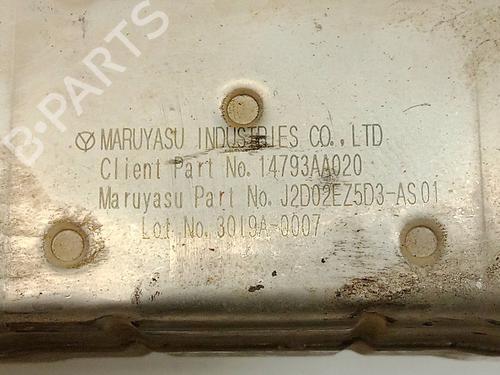 B-PARTS
MARUYASU INDUSTRIES CO.,LTD
Client Part No. 14793AA020
Maruyasu Part No. J2D02EZ5D3-AS01
Lot No. 3019A-0007